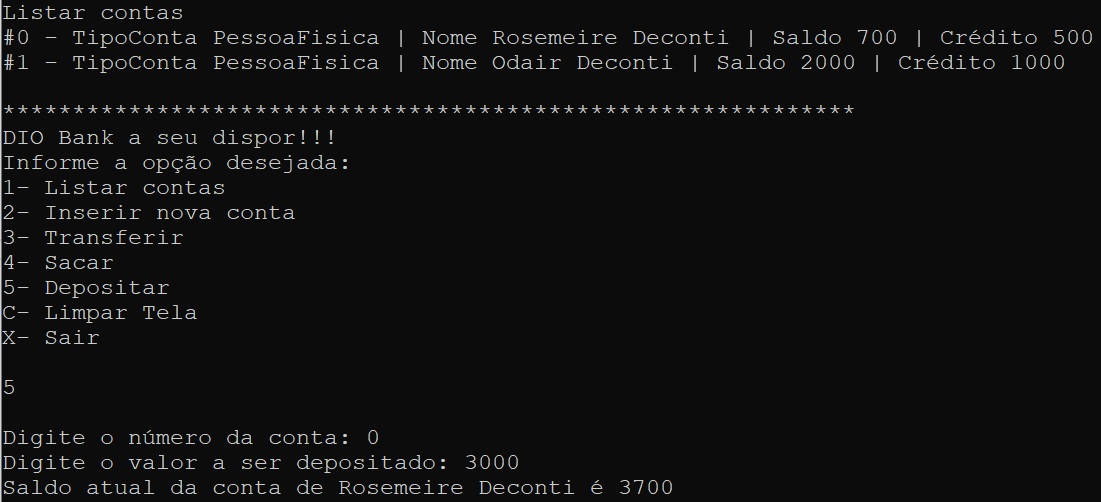 Listar contas
#0 - TipoConta PessoaFisica | Nome Rosemeire Deconti | Saldo 700 | Crédito 500
#1 - TipoConta PessoaFisica | Nome Odair Deconti | Saldo 2000 | Crédito 1000
*************************************************************
DIO Bank a seu dispor!!!
Informe a opção desejada:
1- Listar contas
2- Inserir nova conta
3- Transferir
4- Sacar
5- Depositar
C- Limpar Tela
X- Sair
5
Digite o número da conta: 0
Digite o valor a ser depositado: 3000
Saldo atual da conta de Rosemeire Deconti é 3700